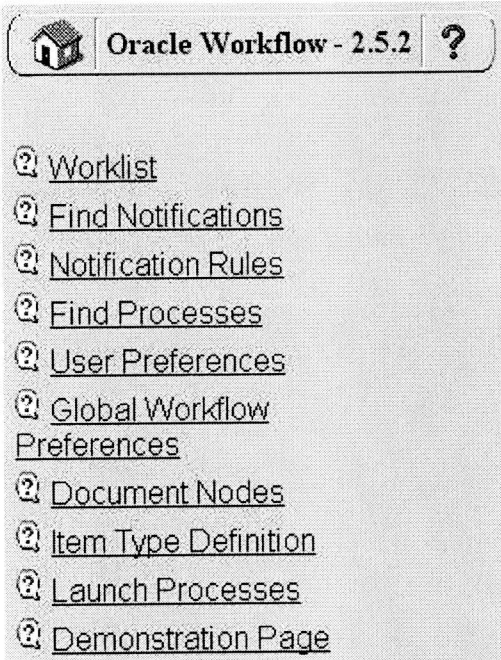 Oracle Workflow - 2.5.2 ?
Worklist
Find Notifications
Notification Rules
Find Processes
User Preferences
Global Workflow
Preferences
Document Nodes
Item Type Definition
Launch Processes
Demonstration Page